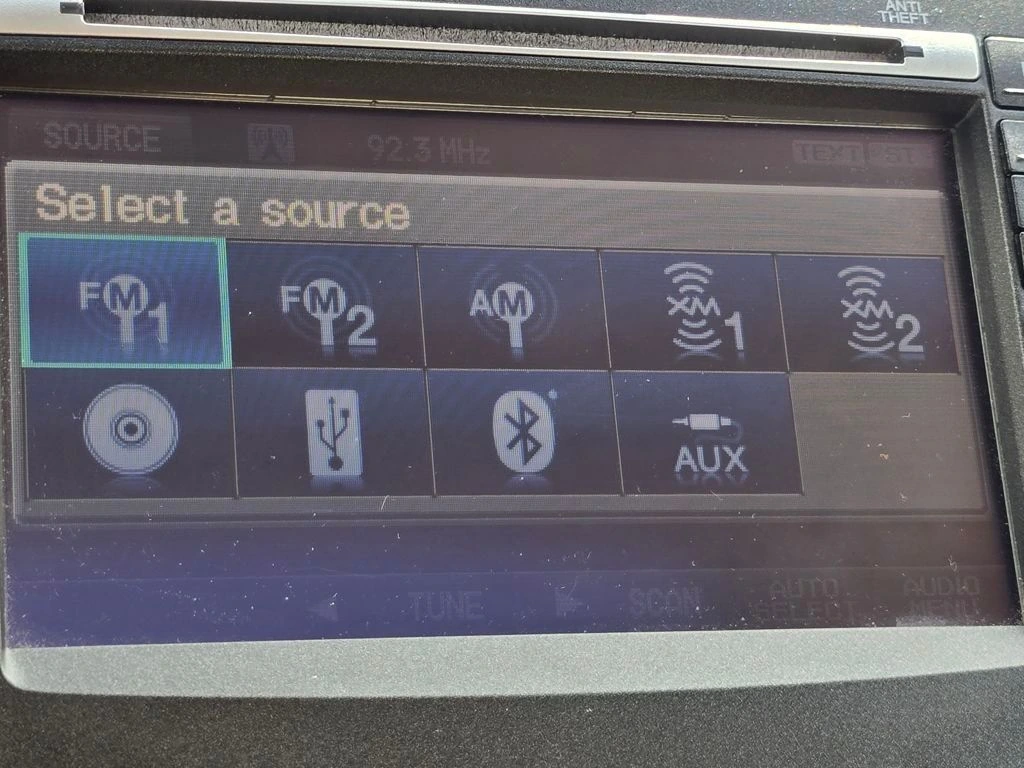 ANTI
THEFT
SOURCE 92.3 MHz TEXT PST
Select a source
FM1 FM2 AM XM1 XM2
AUX
TUNE SCAN AUTO SELECT AUDIO MENU